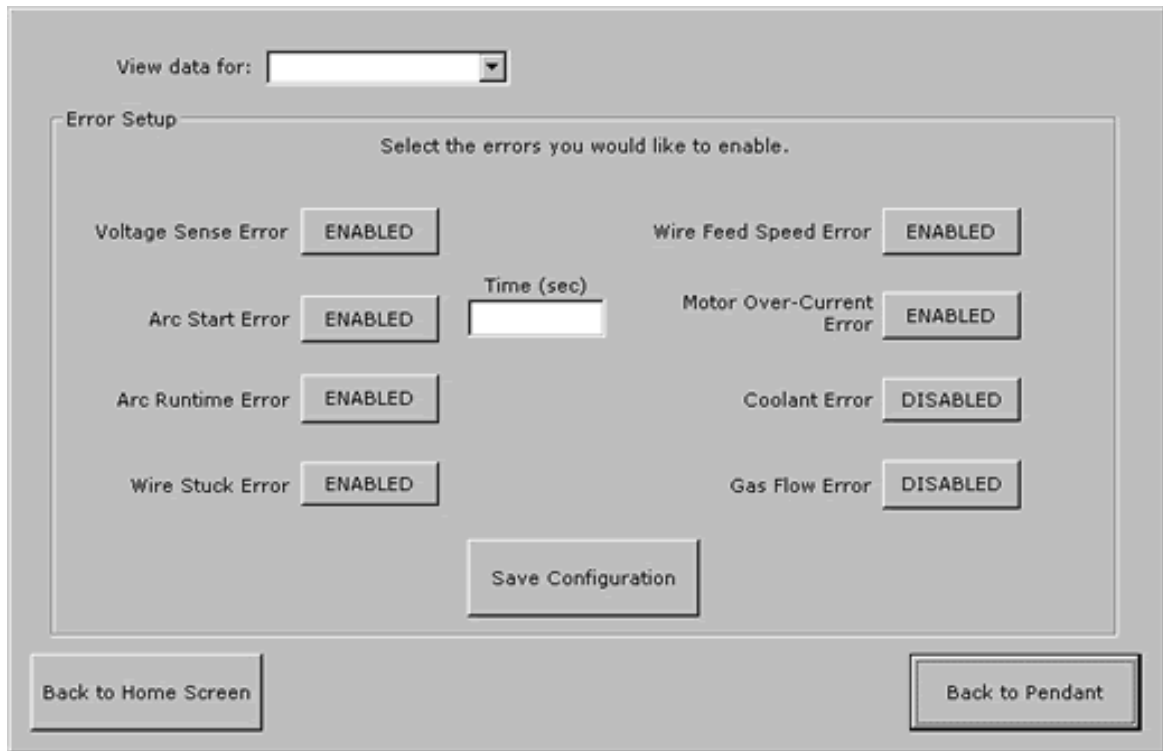 View data for:
Error Setup
Select the errors you would like to enable.
Voltage Sense Error ENABLED
Wire Feed Speed Error ENABLED
Time (sec)
Arc Start Error ENABLED
Motor Over-Current
Error ENABLED
Arc Runtime Error ENABLED
Coolant Error DISABLED
Wire Stuck Error ENABLED
Gas Flow Error DISABLED
Save Configuration
Back to Home Screen
Back to Pendant